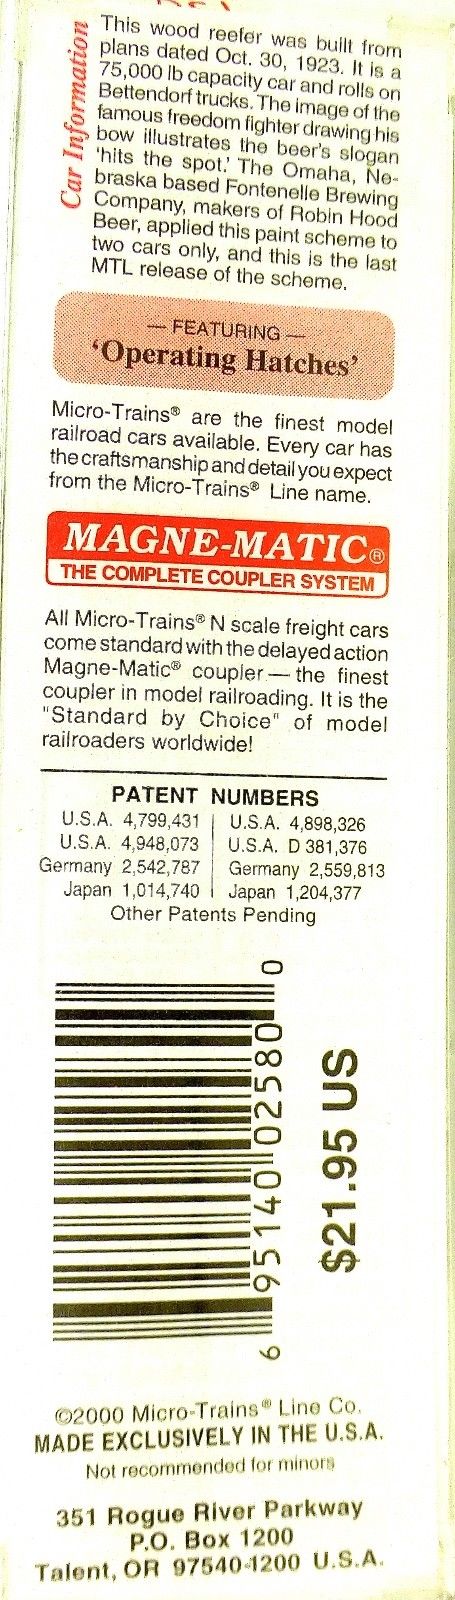 Car Information
This wood reefer was built from
plans dated Oct. 30, 1923. It is a
75,000 lb capacity car and rolls on
Bettendorf trucks. The image of the
famous freedom fighter drawing his
bow illustrates the beer's slogan
'hits the spot.' The Omaha, Ne-
braska based Fontenelle Brewing
Company, makers of Robin Hood
Beer, applied this paint scheme to
two cars only, and this is the last
MTL release of the scheme.
— FEATURING —
'Operating Hatches'
Micro-Trains® are the finest model
railroad cars available. Every car has
the craftsmanship and detail you expect
from the Micro-Trains® Line name.
MAGNE-MATIC®
THE COMPLETE COUPLER SYSTEM
All Micro-Trains® N scale freight cars
come standard with the delayed action
Magne-Matic® coupler — the finest
coupler in model railroading. It is the
"Standard by Choice" of model
railroaders worldwide!
PATENT NUMBERS
U.S.A. 4,799,431 | U.S.A. 4,898,326
U.S.A. 4,948,073 | U.S.A. D 381,376
Germany 2,542,787 | Germany 2,559,813
Japan 1,014,740 | Japan 1,204,377
Other Patents Pending
6 95140 02580 0
$21.95 US
©2000 Micro-Trains® Line Co.
MADE EXCLUSIVELY IN THE U.S.A.
Not recommended for minors
351 Rogue River Parkway
P.O. Box 1200
Talent, OR 97540-1200 U.S.A.